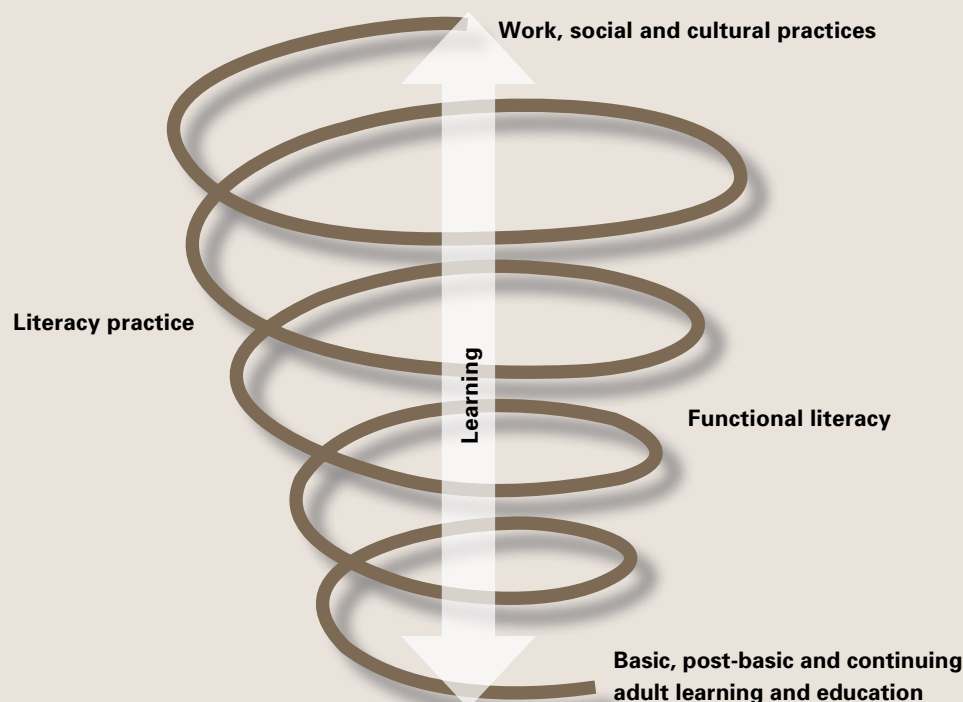 Work, social and cultural practices
Literacy practice
Learning
Functional literacy
Basic, post-basic and continuing
adult learning and education